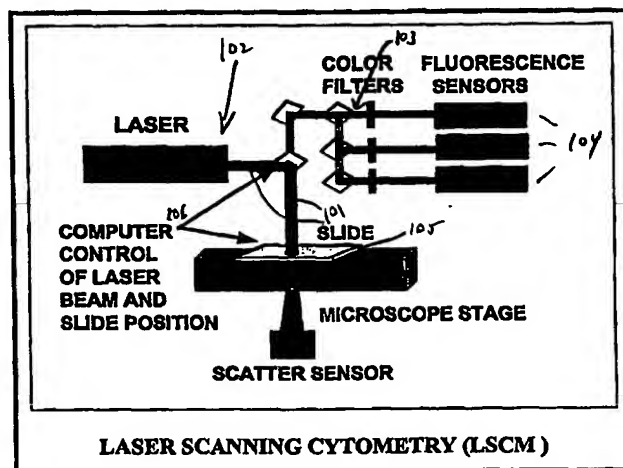 102
103
COLOR FILTERS
FLUORESCENCE SENSORS
LASER
104
106
101
COMPUTER CONTROL OF LASER BEAM AND SLIDE POSITION
SLIDE
105
MICROSCOPE STAGE
SCATTER SENSOR
LASER SCANNING CYTOMETRY (LSCM )